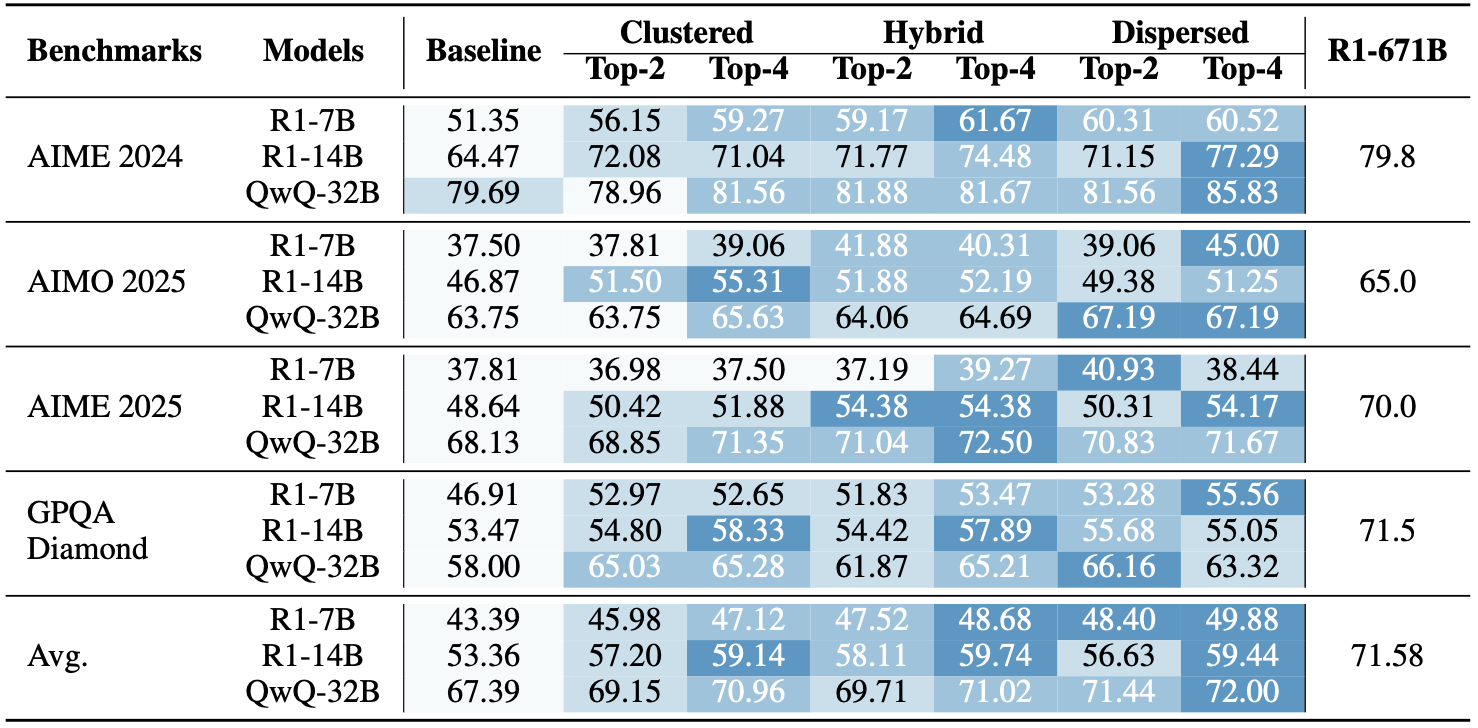 Benchmarks Models Baseline Clustered Hybrid Dispersed R1-671B
Top-2 Top-4 Top-2 Top-4 Top-2 Top-4
AIME 2024 R1-7B 51.35 56.15 59.27 59.17 61.67 60.31 60.52 79.8
R1-14B 64.47 72.08 71.04 71.77 74.48 71.15 77.29
QwQ-32B 79.69 78.96 81.56 81.88 81.67 81.56 85.83
AIMO 2025 R1-7B 37.50 37.81 39.06 41.88 40.31 39.06 45.00 65.0
R1-14B 46.87 51.50 55.31 51.88 52.19 49.38 51.25
QwQ-32B 63.75 63.75 65.63 64.06 64.69 67.19 67.19
AIME 2025 R1-7B 37.81 36.98 37.50 37.19 39.27 40.93 38.44 70.0
R1-14B 48.64 50.42 51.88 54.38 54.38 50.31 54.17
QwQ-32B 68.13 68.85 71.35 71.04 72.50 70.83 71.67
GPQA Diamond R1-7B 46.91 52.97 52.65 51.83 53.47 53.28 55.56 71.5
R1-14B 53.47 54.80 58.33 54.42 57.89 55.68 55.05
QwQ-32B 58.00 65.03 65.28 61.87 65.21 66.16 63.32
Avg. R1-7B 43.39 45.98 47.12 47.52 48.68 48.40 49.88 71.58
R1-14B 53.36 57.20 59.14 58.11 59.74 56.63 59.44
QwQ-32B 67.39 69.15 70.96 69.71 71.02 71.44 72.00